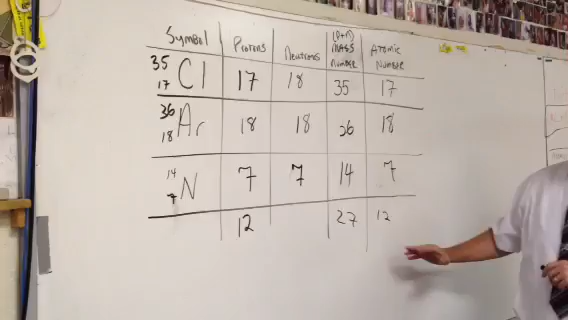 Symbol Protons Neutrons (P+n) MASS Number Atomic Number
35 17 Cl 17 18 35 17
36 18 Ar 18 18 36 18
14 7 N 7 7 14 7
12 27 12